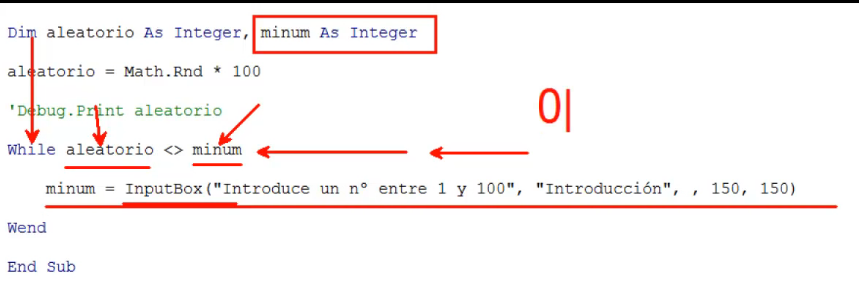 Dim aleatorio As Integer, minum As Integer
aleatorio = Math.Rnd * 100
'Debug.Print aleatorio
0
While aleatorio <> minum
minum = InputBox("Introduce un nº entre 1 y 100", "Introducción", , 150, 150)
Wend
End Sub